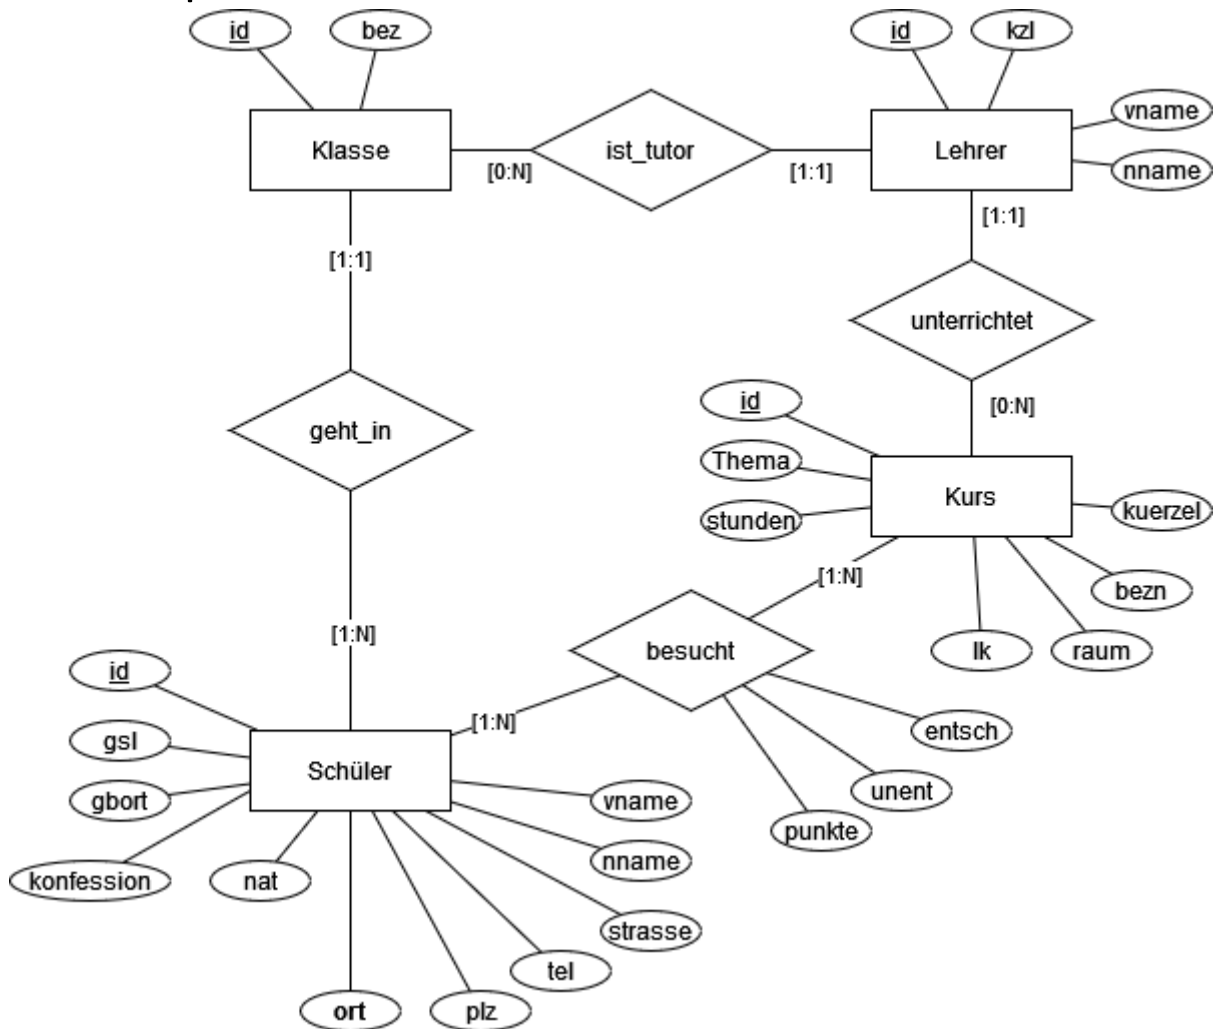 id
bez
id
kzl
Klasse
ist_tutor
Lehrer
vname
nname
[0:N]
[1:1]
[1:1]
[1:1]
unterrichtet
[0:N]
geht_in
id
Thema
stunden
Kurs
kuerzel
bezn
lk
raum
[1:N]
besucht
[1:N]
[1:N]
entsch
unent
punkte
id
gsl
gbort
konfession
nat
Schüler
vname
nname
strasse
tel
plz
ort